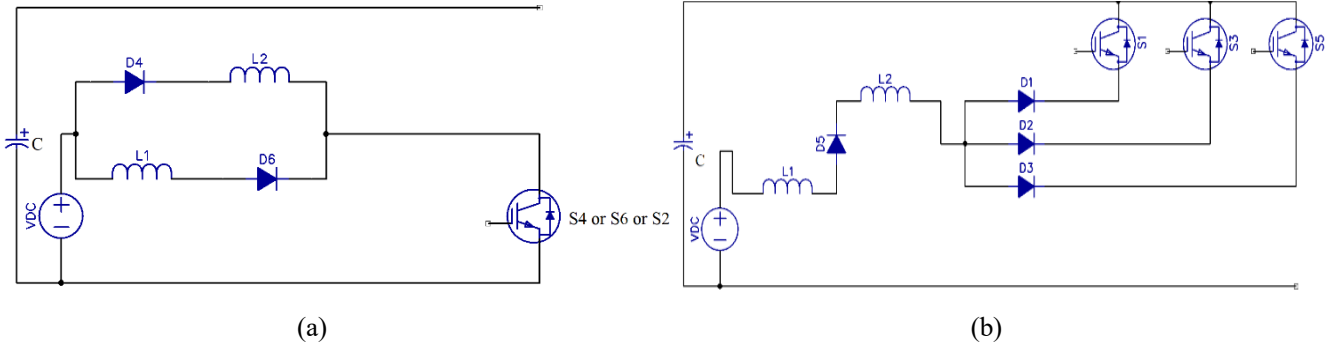 D4
L2
C
L1
D6
VDC
S4 or S6 or S2
(a)
S1
S3
S5
L2
D1
D5
D2
C
L1
D3
VDC
(b)